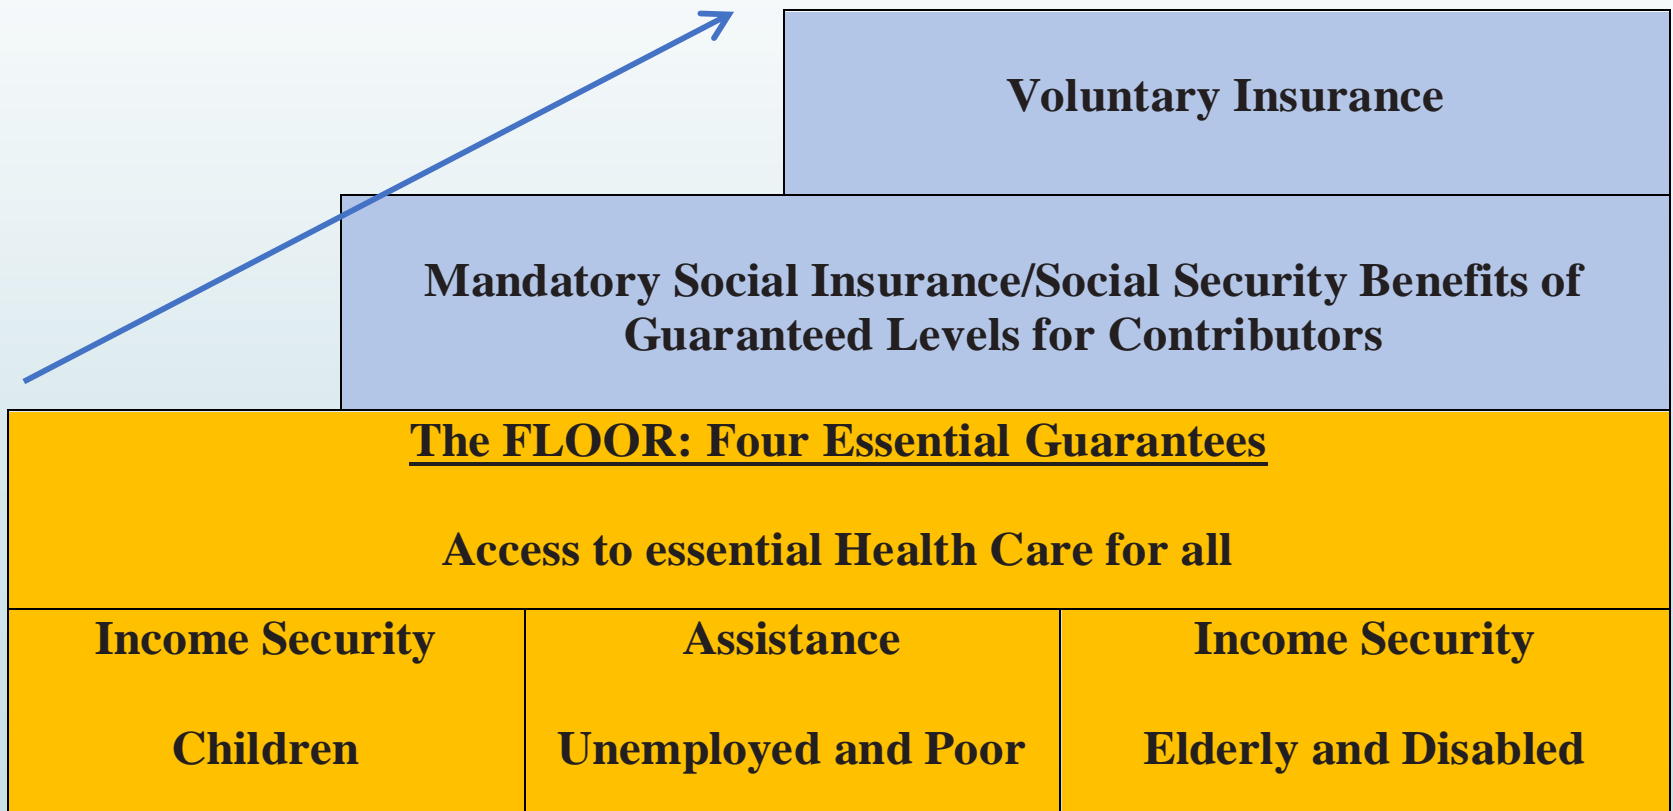 Voluntary Insurance
Mandatory Social Insurance/Social Security Benefits of
Guaranteed Levels for Contributors
The FLOOR: Four Essential Guarantees
Access to essential Health Care for all
Income Security
Children
Assistance
Unemployed and Poor
Income Security
Elderly and Disabled